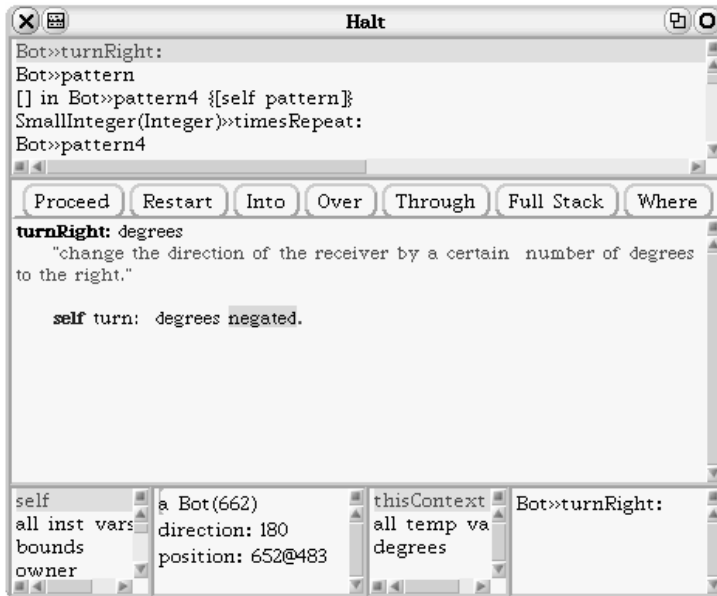 Halt
Bot»turnRight:
Bot»pattern
[] in Bot»pattern4 {[self pattern]}
SmallInteger(Integer)»timesRepeat:
Bot»pattern4
Proceed Restart Into Over Through Full Stack Where
turnRight: degrees
"change the direction of the receiver by a certain number of degrees
to the right."
self turn: degrees negated.
self
all inst vars
bounds
owner
a Bot(662)
direction: 180
position: 652@483
thisContext
all temp va
degrees
Bot»turnRight: